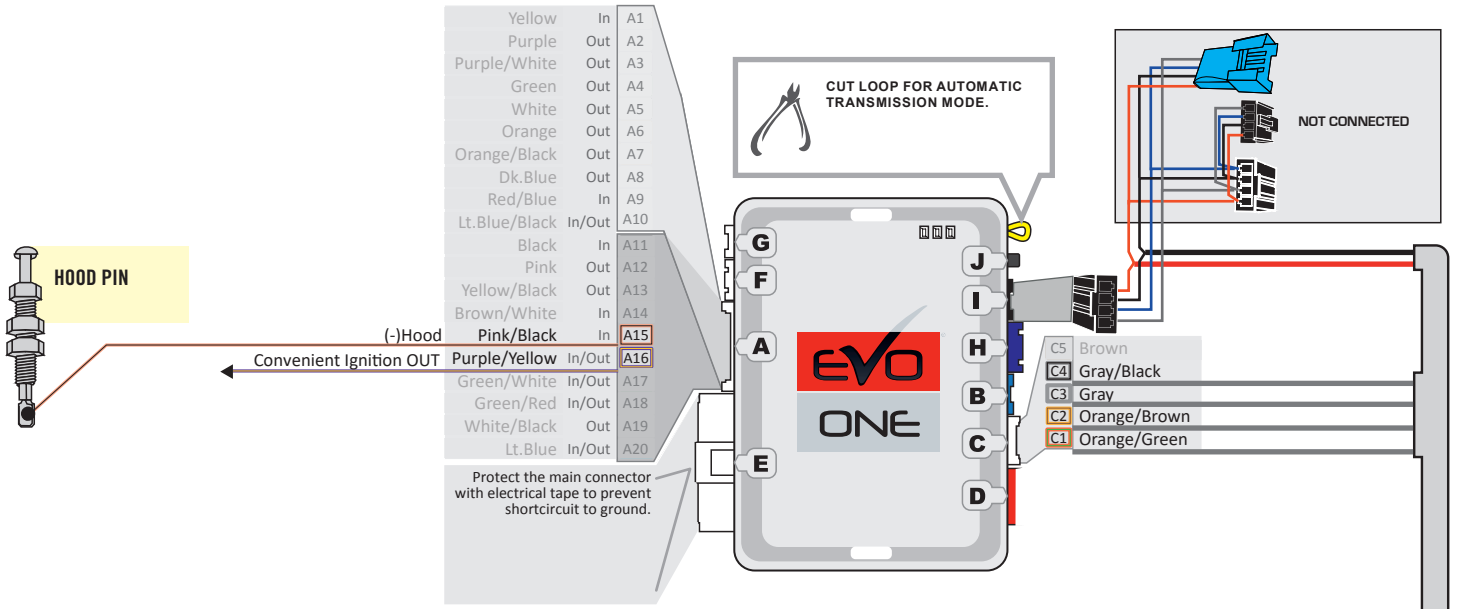 Yellow In A1
Purple Out A2
Purple/White Out A3
Green Out A4
White Out A5
Orange Out A6
Orange/Black Out A7
Dk.Blue Out A8
Red/Blue In A9
Lt.Blue/Black In/Out A10
Black In A11
Pink Out A12
Yellow/Black Out A13
Brown/White In A14
(-)Hood Pink/Black In A15
Convenient Ignition OUT Purple/Yellow In/Out A16
Green/White In/Out A17
Green/Red In/Out A18
White/Black Out A19
Lt.Blue In/Out A20
Protect the main connector
with electrical tape to prevent
shortcircuit to ground.
HOOD PIN
CUT LOOP FOR AUTOMATIC
TRANSMISSION MODE.
NOT CONNECTED
G
F
A
E
J
I
H
B
C
D
EVO
ONE
C5 Brown
C4 Gray/Black
C3 Gray
C2 Orange/Brown
C1 Orange/Green